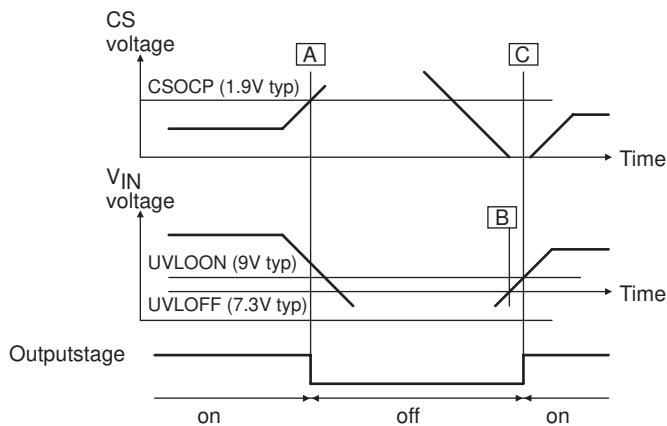 CS
voltage
A
C
CSOCP (1.9V typ)
Time
VIN
voltage
B
UVLOON (9V typ)
Time
UVLOFF (7.3V typ)
Outputstage
on
off
on